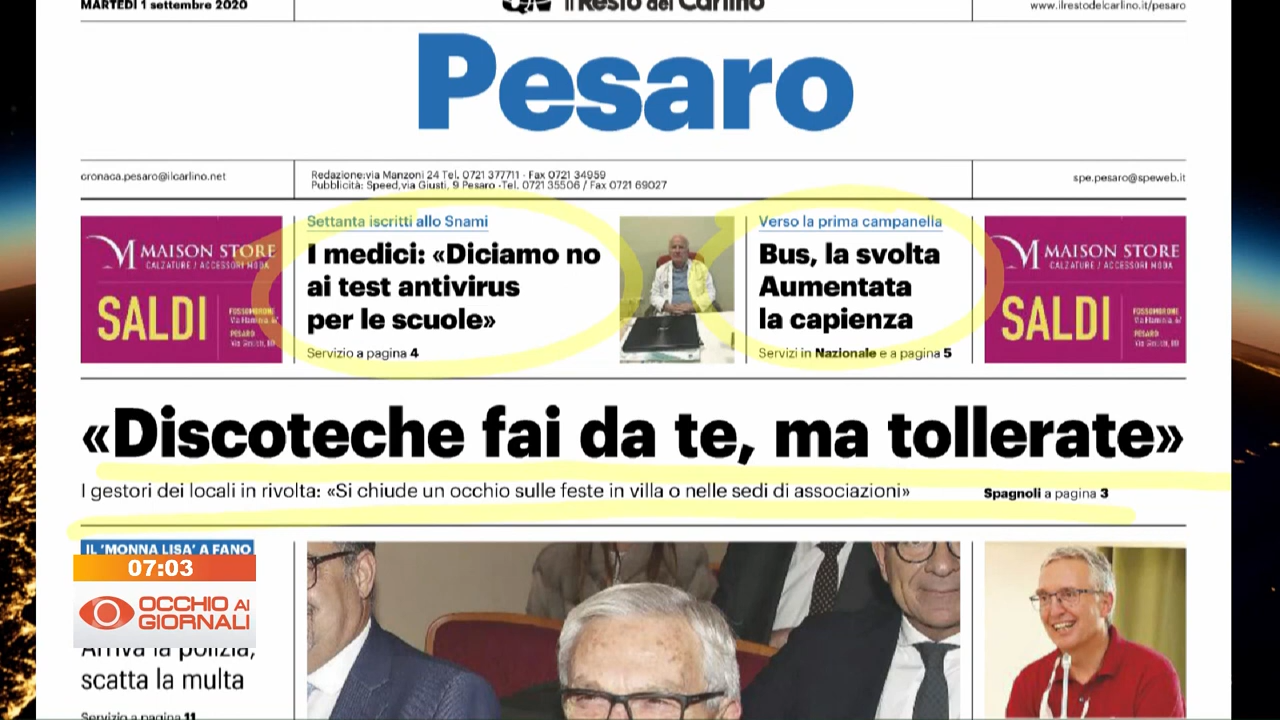 MARTEDÌ 1 settembre 2020
il Resto del Carlino
www.ilrestodelcarlino.it/pesaro
Pesaro
cronaca.pesaro@ilcarlino.net
Redazione:via Manzoni 24 Tel. 0721 377711 - Fax 0721 34959
Pubblicità: Speed,via Giusti, 9 Pesaro -Tel. 0721 35506 / Fax 0721 69027
spe.pesaro@speweb.it
MAISON STORE
CALZATURE / ACCESSORI MODA
SALDI
FOSSOMBRONE
PESARO
Settanta iscritti allo Snami
I medici: «Diciamo no
ai test antivirus
per le scuole»
Servizio a pagina 4
Verso la prima campanella
Bus, la svolta
Aumentata
la capienza
Servizi in Nazionale e a pagina 5
MAISON STORE
CALZATURE / ACCESSORI MODA
SALDI
FOSSOMBRONE
PESARO
«Discoteche fai da te, ma tollerate»
I gestori dei locali in rivolta: «Si chiude un occhio sulle feste in villa o nelle sedi di associazioni»
Spagnoli a pagina 3
IL 'MONNA LISA' A FANO
07:03
OCCHIO AI
GIORNALI
Arriva la polizia,
scatta la multa
Servizio a pagina 11